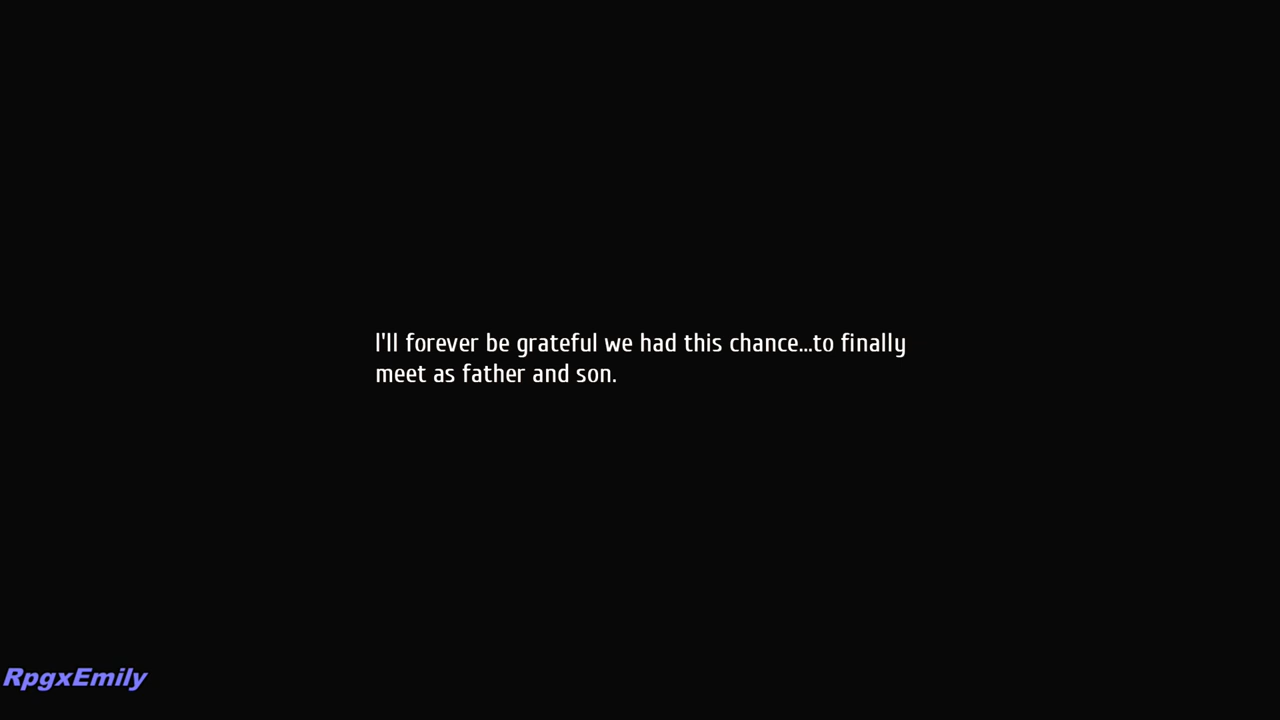 I'll forever be grateful we had this chance...to finally
meet as father and son.
RpgxEmily